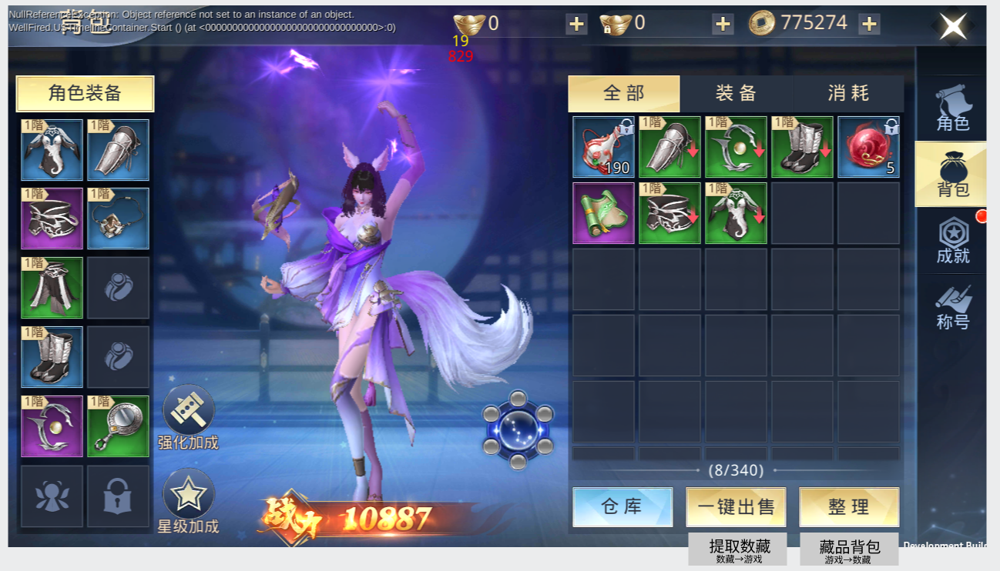 NullReferenceException: Object reference not set to an instance of an object.
WellFired.USTimelineContainer.Start () (at <00000000000000000000000000000000>:0)
背包
0
0
775274
19
829
角色装备
全部
装备
消耗
角色
背包
成就
称号
1階
1階
1階
1階
1階
1階
1階
1階
190
1階
1階
1階
5
1階
1階
强化加成
星级加成
战力 10887
(8/340)
仓库
一键出售
整理
提取数藏
数藏→游戏
藏品背包
游戏→数藏
Development Build